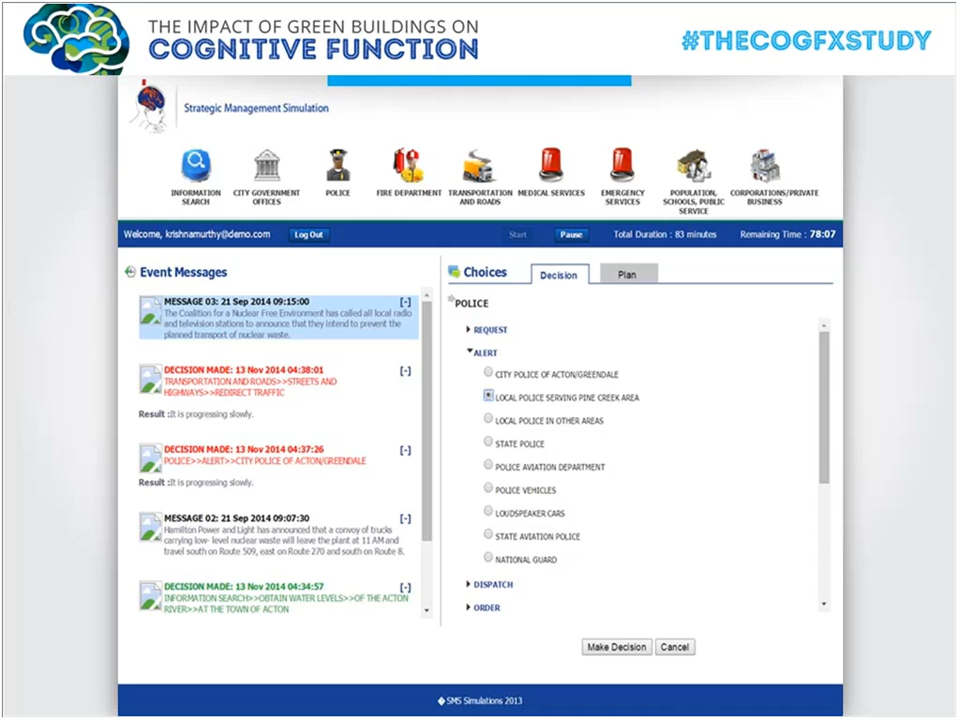 THE IMPACT OF GREEN BUILDINGS ON
COGNITIVE FUNCTION
#THECOGFXSTUDY
Strategic Management Simulation
INFORMATION
SEARCH
CITY GOVERNMENT
OFFICES
POLICE
FIRE DEPARTMENT
TRANSPORTATION
AND ROADS
MEDICAL SERVICES
EMERGENCY
SERVICES
POPULATION,
SCHOOLS, PUBLIC
SERVICE
CORPORATIONS/PRIVATE
BUSINESS
Welcome, krishnamurthy@demo.com Log Out Start Pause Total Duration : 83 minutes Remaining Time : 78:07
Event Messages
MESSAGE 03: 21 Sep 2014 09:15:00 [-]
The Coalition for a Nuclear Free Environment has called all local radio
and television stations to announce that they intend to prevent the
planned transport of nuclear waste.
DECISION MADE: 13 Nov 2014 04:38:01 [-]
TRANSPORTATION AND ROADS>>STREETS AND
HIGHWAYS>>REDIRECT TRAFFIC
Result :It is progressing slowly.
DECISION MADE: 13 Nov 2014 04:37:26 [-]
POLICE>>ALERT>>CITY POLICE OF ACTON/GREENDALE
Result :It is progressing slowly.
MESSAGE 02: 21 Sep 2014 09:07:30 [-]
Hamilton Power and Light has announced that a convoy of trucks
carrying low- level nuclear waste will leave the plant at 11 AM and
travel south on Route 509, east on Route 270 and south on Route 8.
DECISION MADE: 13 Nov 2014 04:34:57 [-]
INFORMATION SEARCH>>OBTAIN WATER LEVELS>>OF THE ACTON
RIVER>>AT THE TOWN OF ACTON
Choices Decision Plan
POLICE
REQUEST
ALERT
CITY POLICE OF ACTON/GREENDALE
LOCAL POLICE SERVING PINE CREEK AREA
LOCAL POLICE IN OTHER AREAS
STATE POLICE
POLICE AVIATION DEPARTMENT
POLICE VEHICLES
LOUDSPEAKER CARS
STATE AVIATION POLICE
NATIONAL GUARD
DISPATCH
ORDER
Make Decision Cancel
�SMS Simulations 2013